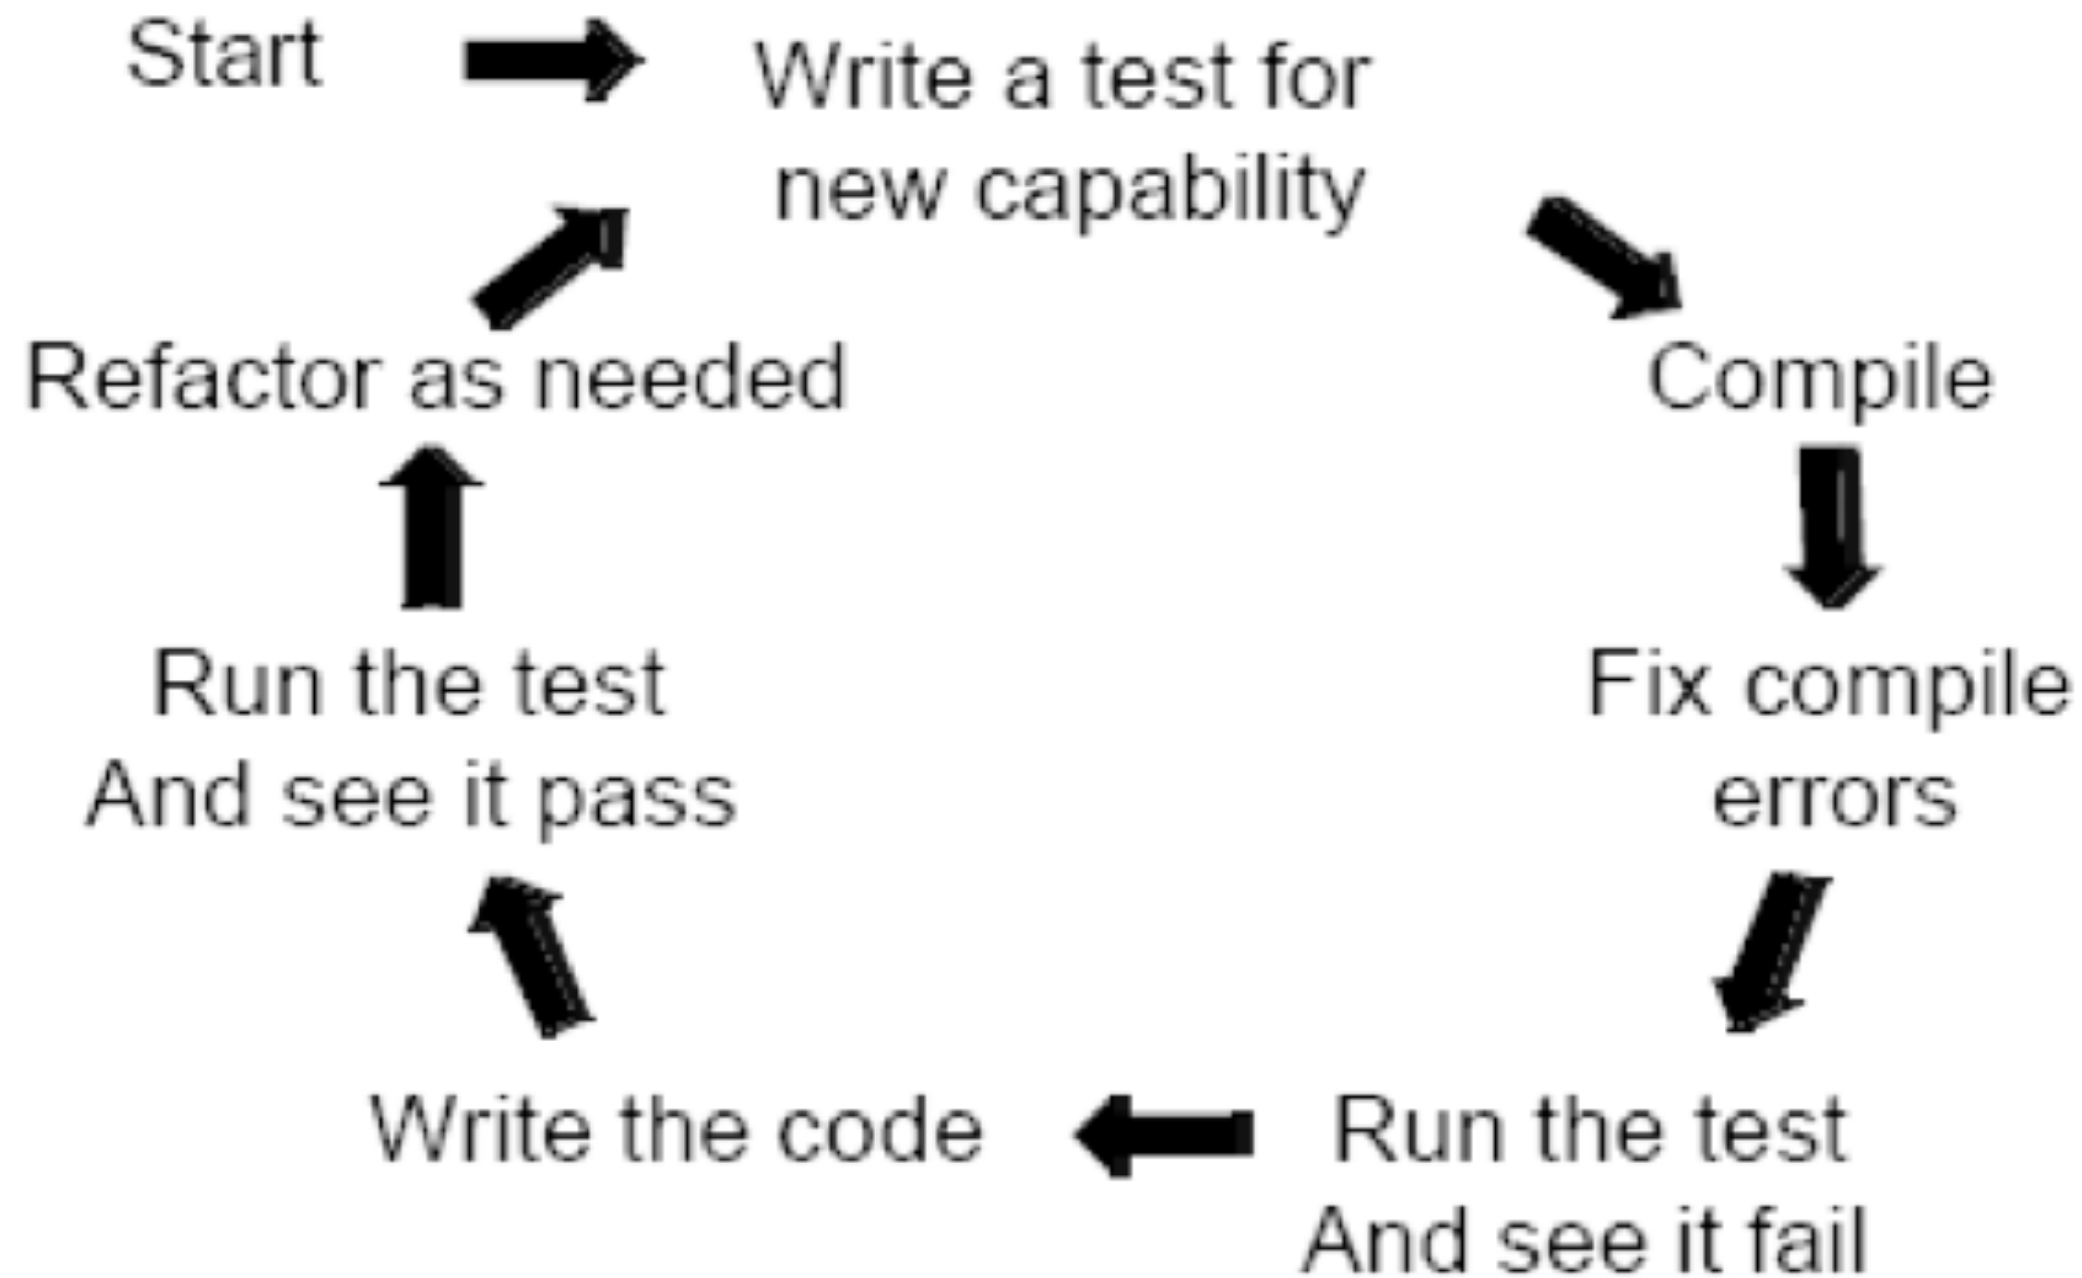 Start
Write a test for
new capability
Compile
Fix compile
errors
Run the test
And see it fail
Write the code
Run the test
And see it pass
Refactor as needed